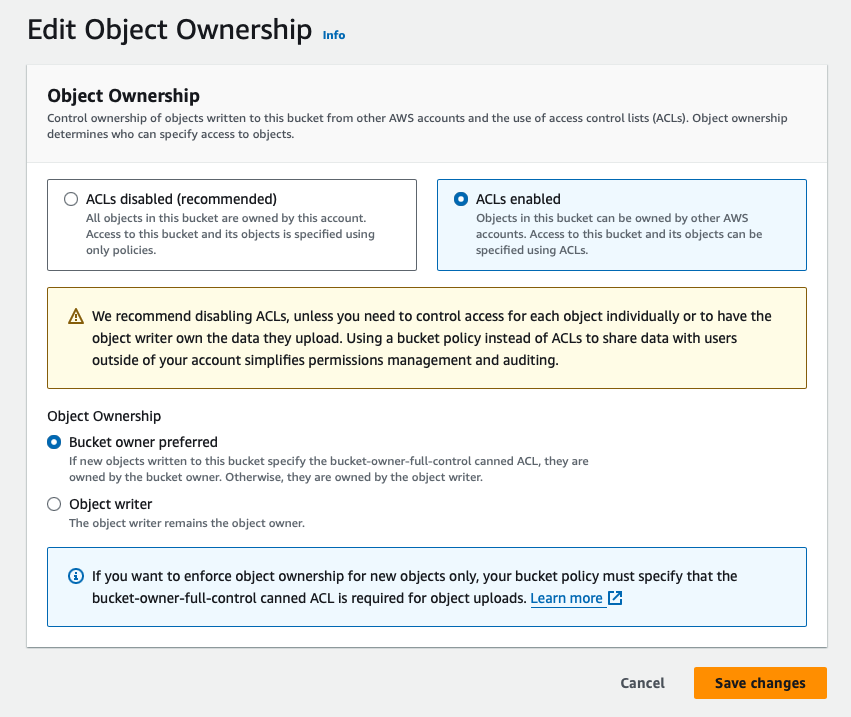 Edit Object Ownership Info
Object Ownership
Control ownership of objects written to this bucket from other AWS accounts and the use of access control lists (ACLs). Object ownership
determines who can specify access to objects.
ACLs disabled (recommended)
All objects in this bucket are owned by this account.
Access to this bucket and its objects is specified using
only policies.
ACLs enabled
Objects in this bucket can be owned by other AWS
accounts. Access to this bucket and its objects can be
specified using ACLs.
We recommend disabling ACLs, unless you need to control access for each object individually or to have the
object writer own the data they upload. Using a bucket policy instead of ACLs to share data with users
outside of your account simplifies permissions management and auditing.
Object Ownership
Bucket owner preferred
If new objects written to this bucket specify the bucket-owner-full-control canned ACL, they are
owned by the bucket owner. Otherwise, they are owned by the object writer.
Object writer
The object writer remains the object owner.
If you want to enforce object ownership for new objects only, your bucket policy must specify that the
bucket-owner-full-control canned ACL is required for object uploads. Learn more
Cancel Save changes